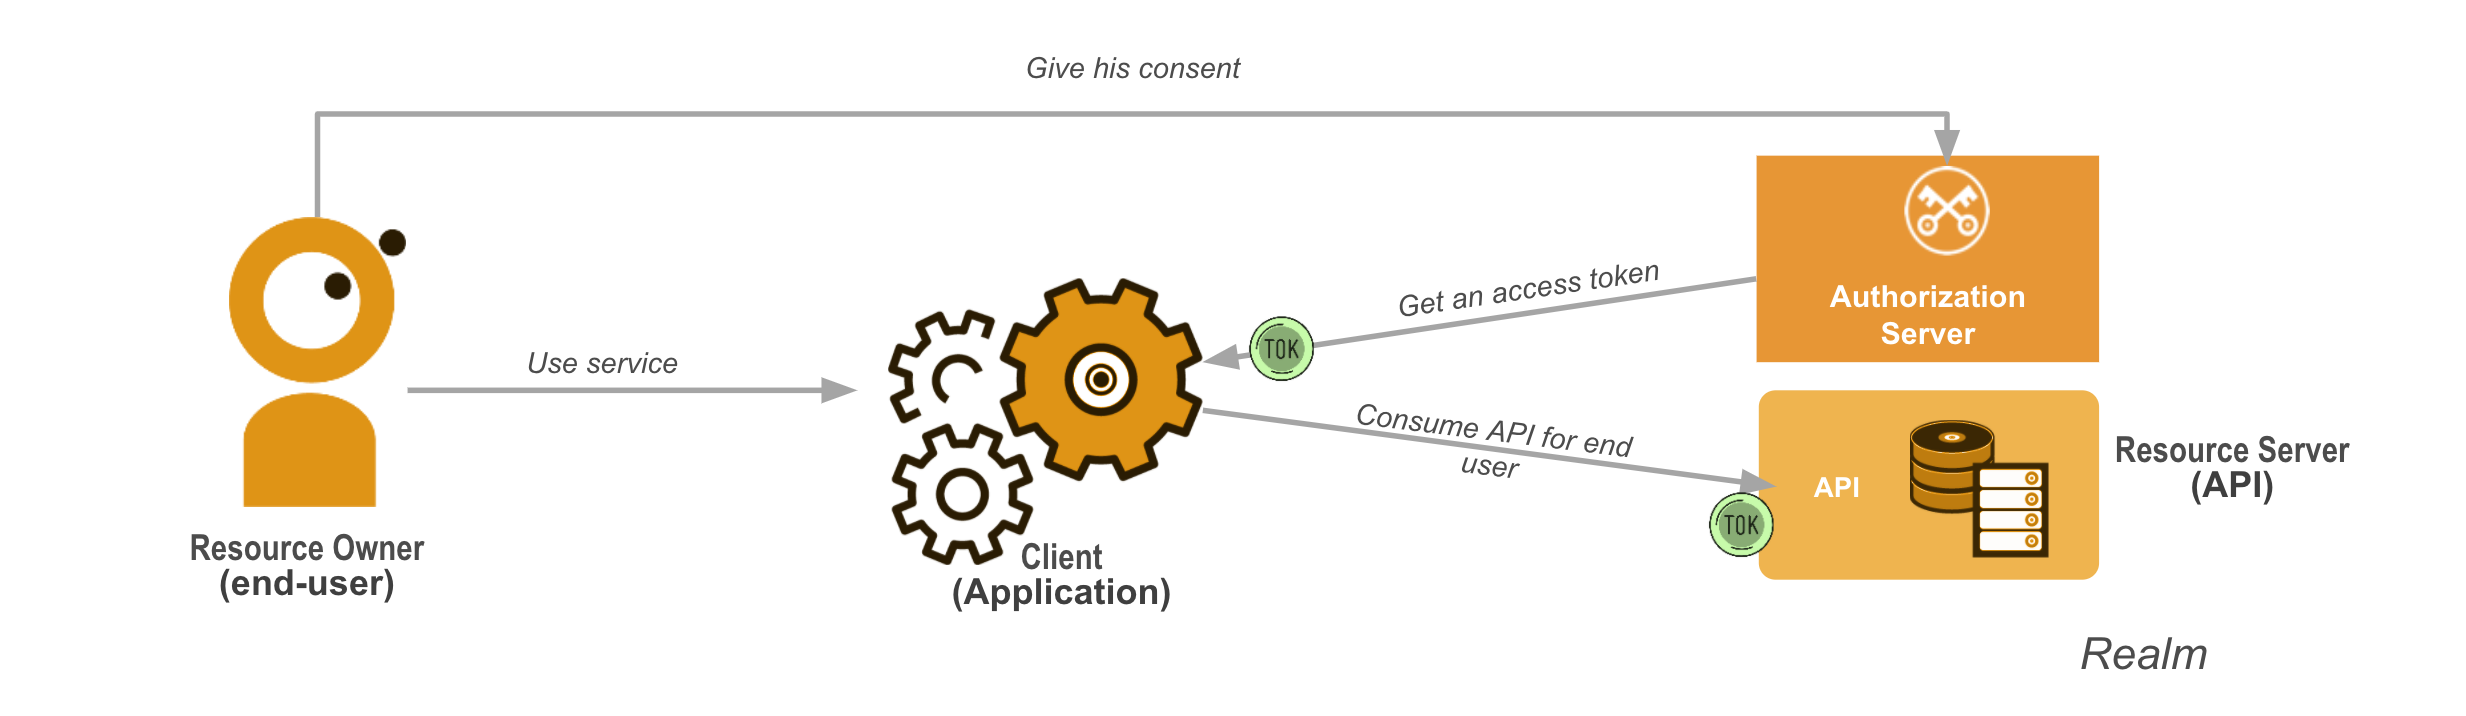 Give his consent
Use service
Get an access token
TOK
Consume API for end
user
TOK
Authorization
Server
API
Resource Server
(API)
Resource Owner
(end-user)
Client
(Application)
Realm